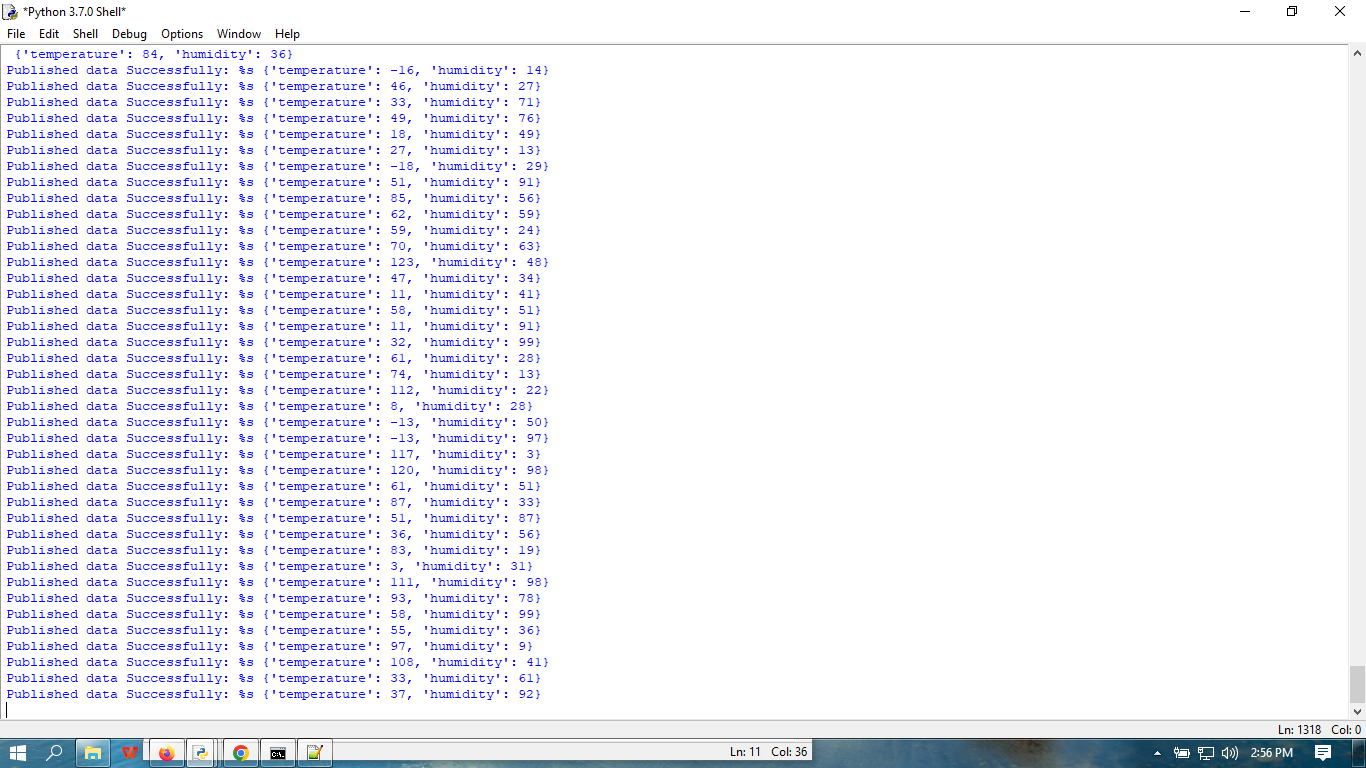 *Python 3.7.0 Shell*
File Edit Shell Debug Options Window Help
{'temperature': 84, 'humidity': 36}
Published data Successfully: %s {'temperature': -16, 'humidity': 14}
Published data Successfully: %s {'temperature': 46, 'humidity': 27}
Published data Successfully: %s {'temperature': 33, 'humidity': 71}
Published data Successfully: %s {'temperature': 49, 'humidity': 76}
Published data Successfully: %s {'temperature': 18, 'humidity': 49}
Published data Successfully: %s {'temperature': 27, 'humidity': 13}
Published data Successfully: %s {'temperature': -18, 'humidity': 29}
Published data Successfully: %s {'temperature': 51, 'humidity': 91}
Published data Successfully: %s {'temperature': 85, 'humidity': 56}
Published data Successfully: %s {'temperature': 62, 'humidity': 59}
Published data Successfully: %s {'temperature': 59, 'humidity': 24}
Published data Successfully: %s {'temperature': 70, 'humidity': 63}
Published data Successfully: %s {'temperature': 123, 'humidity': 48}
Published data Successfully: %s {'temperature': 47, 'humidity': 34}
Published data Successfully: %s {'temperature': 11, 'humidity': 41}
Published data Successfully: %s {'temperature': 58, 'humidity': 51}
Published data Successfully: %s {'temperature': 11, 'humidity': 91}
Published data Successfully: %s {'temperature': 32, 'humidity': 99}
Published data Successfully: %s {'temperature': 61, 'humidity': 28}
Published data Successfully: %s {'temperature': 74, 'humidity': 13}
Published data Successfully: %s {'temperature': 112, 'humidity': 22}
Published data Successfully: %s {'temperature': 8, 'humidity': 28}
Published data Successfully: %s {'temperature': -13, 'humidity': 50}
Published data Successfully: %s {'temperature': -13, 'humidity': 97}
Published data Successfully: %s {'temperature': 117, 'humidity': 3}
Published data Successfully: %s {'temperature': 120, 'humidity': 98}
Published data Successfully: %s {'temperature': 61, 'humidity': 51}
Published data Successfully: %s {'temperature': 87, 'humidity': 33}
Published data Successfully: %s {'temperature': 51, 'humidity': 87}
Published data Successfully: %s {'temperature': 36, 'humidity': 56}
Published data Successfully: %s {'temperature': 83, 'humidity': 19}
Published data Successfully: %s {'temperature': 3, 'humidity': 31}
Published data Successfully: %s {'temperature': 111, 'humidity': 98}
Published data Successfully: %s {'temperature': 93, 'humidity': 78}
Published data Successfully: %s {'temperature': 58, 'humidity': 99}
Published data Successfully: %s {'temperature': 55, 'humidity': 36}
Published data Successfully: %s {'temperature': 97, 'humidity': 9}
Published data Successfully: %s {'temperature': 108, 'humidity': 41}
Published data Successfully: %s {'temperature': 33, 'humidity': 61}
Published data Successfully: %s {'temperature': 37, 'humidity': 92}
Ln: 1318 Col: 0
Ln: 11 Col: 36
2:56 PM